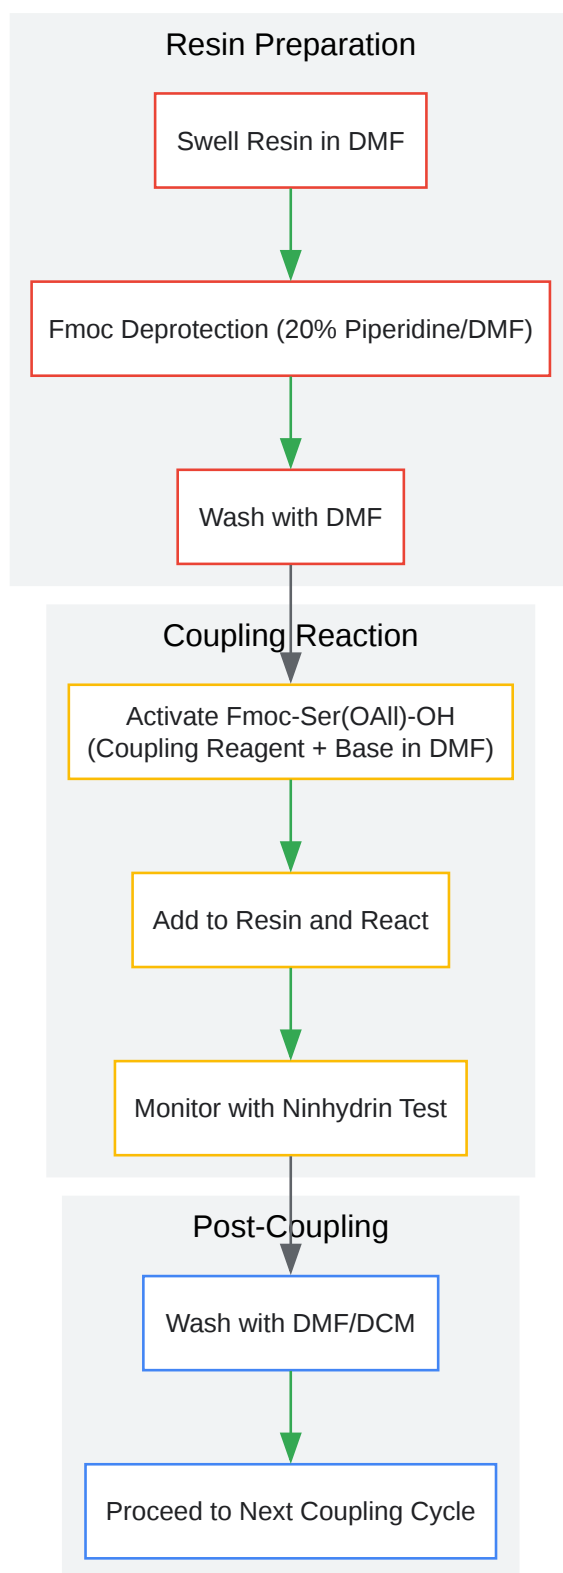 Resin Preparation
Swell Resin in DMF
Fmoc Deprotection (20% Piperidine/DMF)
Wash with DMF
Coupling Reaction
Activate Fmoc-Ser(OAll)-OH
(Coupling Reagent + Base in DMF)
Add to Resin and React
Monitor with Ninhydrin Test
Post-Coupling
Wash with DMF/DCM
Proceed to Next Coupling Cycle